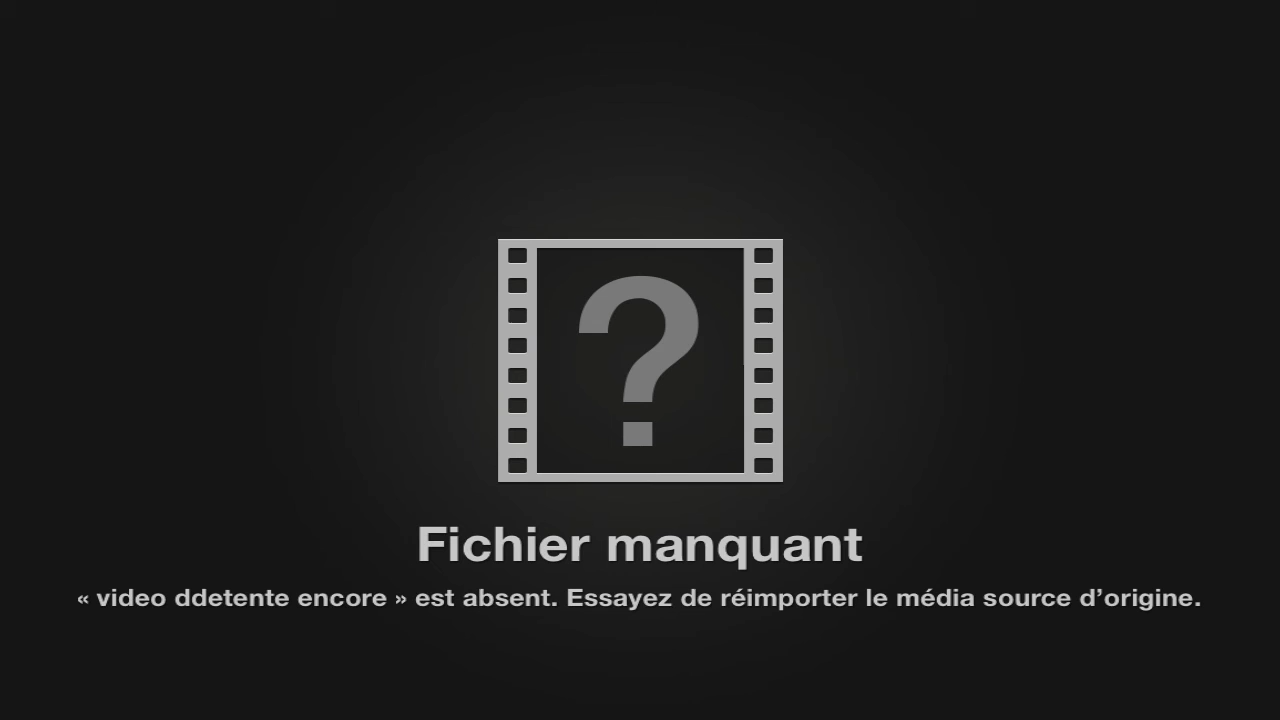 ?
Fichier manquant
« video ddetente encore » est absent. Essayez de réimporter le média source d’origine.